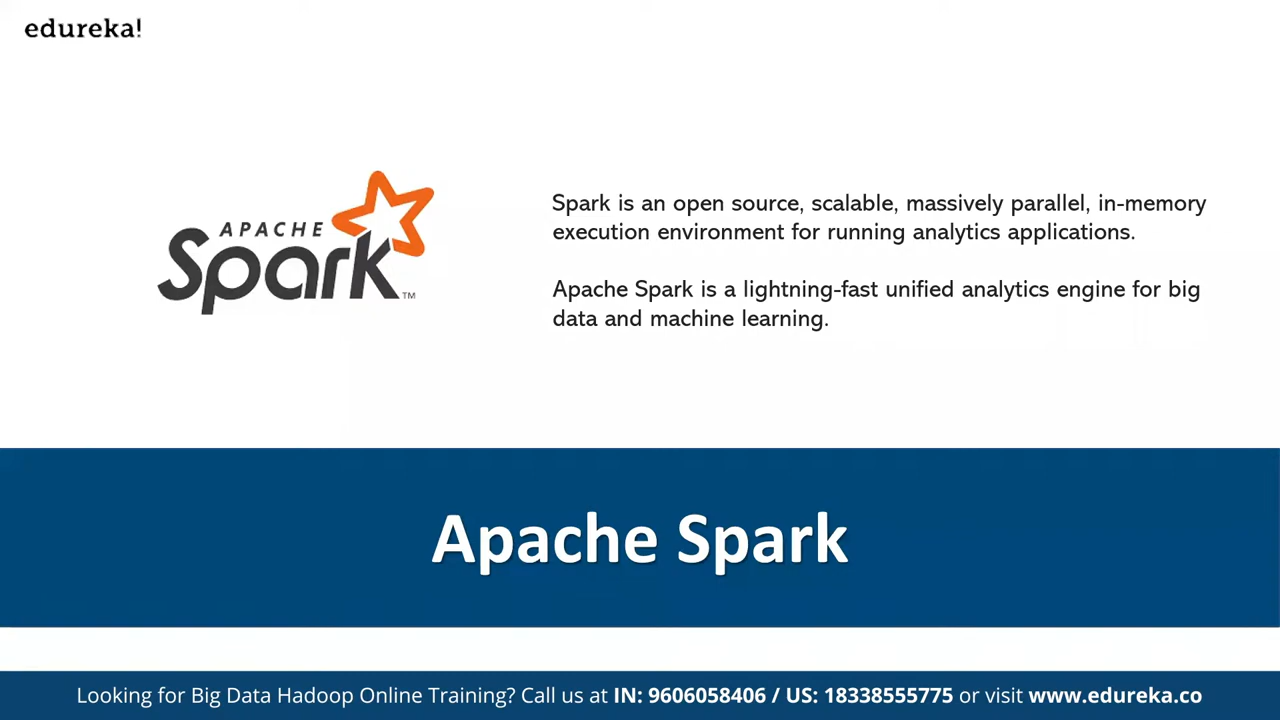 edureka!
APACHE
Spark™
Spark is an open source, scalable, massively parallel, in-memory
execution environment for running analytics applications.
Apache Spark is a lightning-fast unified analytics engine for big
data and machine learning.
Apache Spark
Looking for Big Data Hadoop Online Training? Call us at IN: 9606058406 / US: 18338555775 or visit www.edureka.co